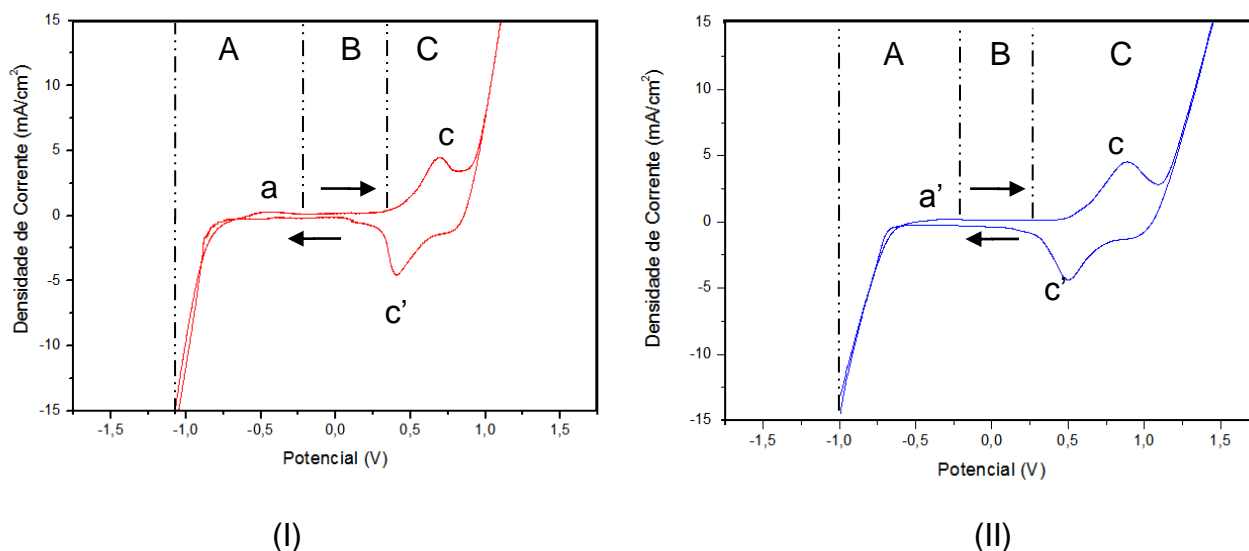 Densidade de Corrente (mA/cm²)
15
10
5
0
-5
-10
-15
A
B
C
a
c
c'
-1,5
-1,0
-0,5
0,0
0,5
1,0
1,5
Potencial (V)
(I)
Densidade de Corrente (mA/cm²)
15
10
5
0
-5
-10
-15
A
B
C
a'
c
c'
-1,5
-1,0
-0,5
0,0
0,5
1,0
1,5
Potencial (V)
(II)